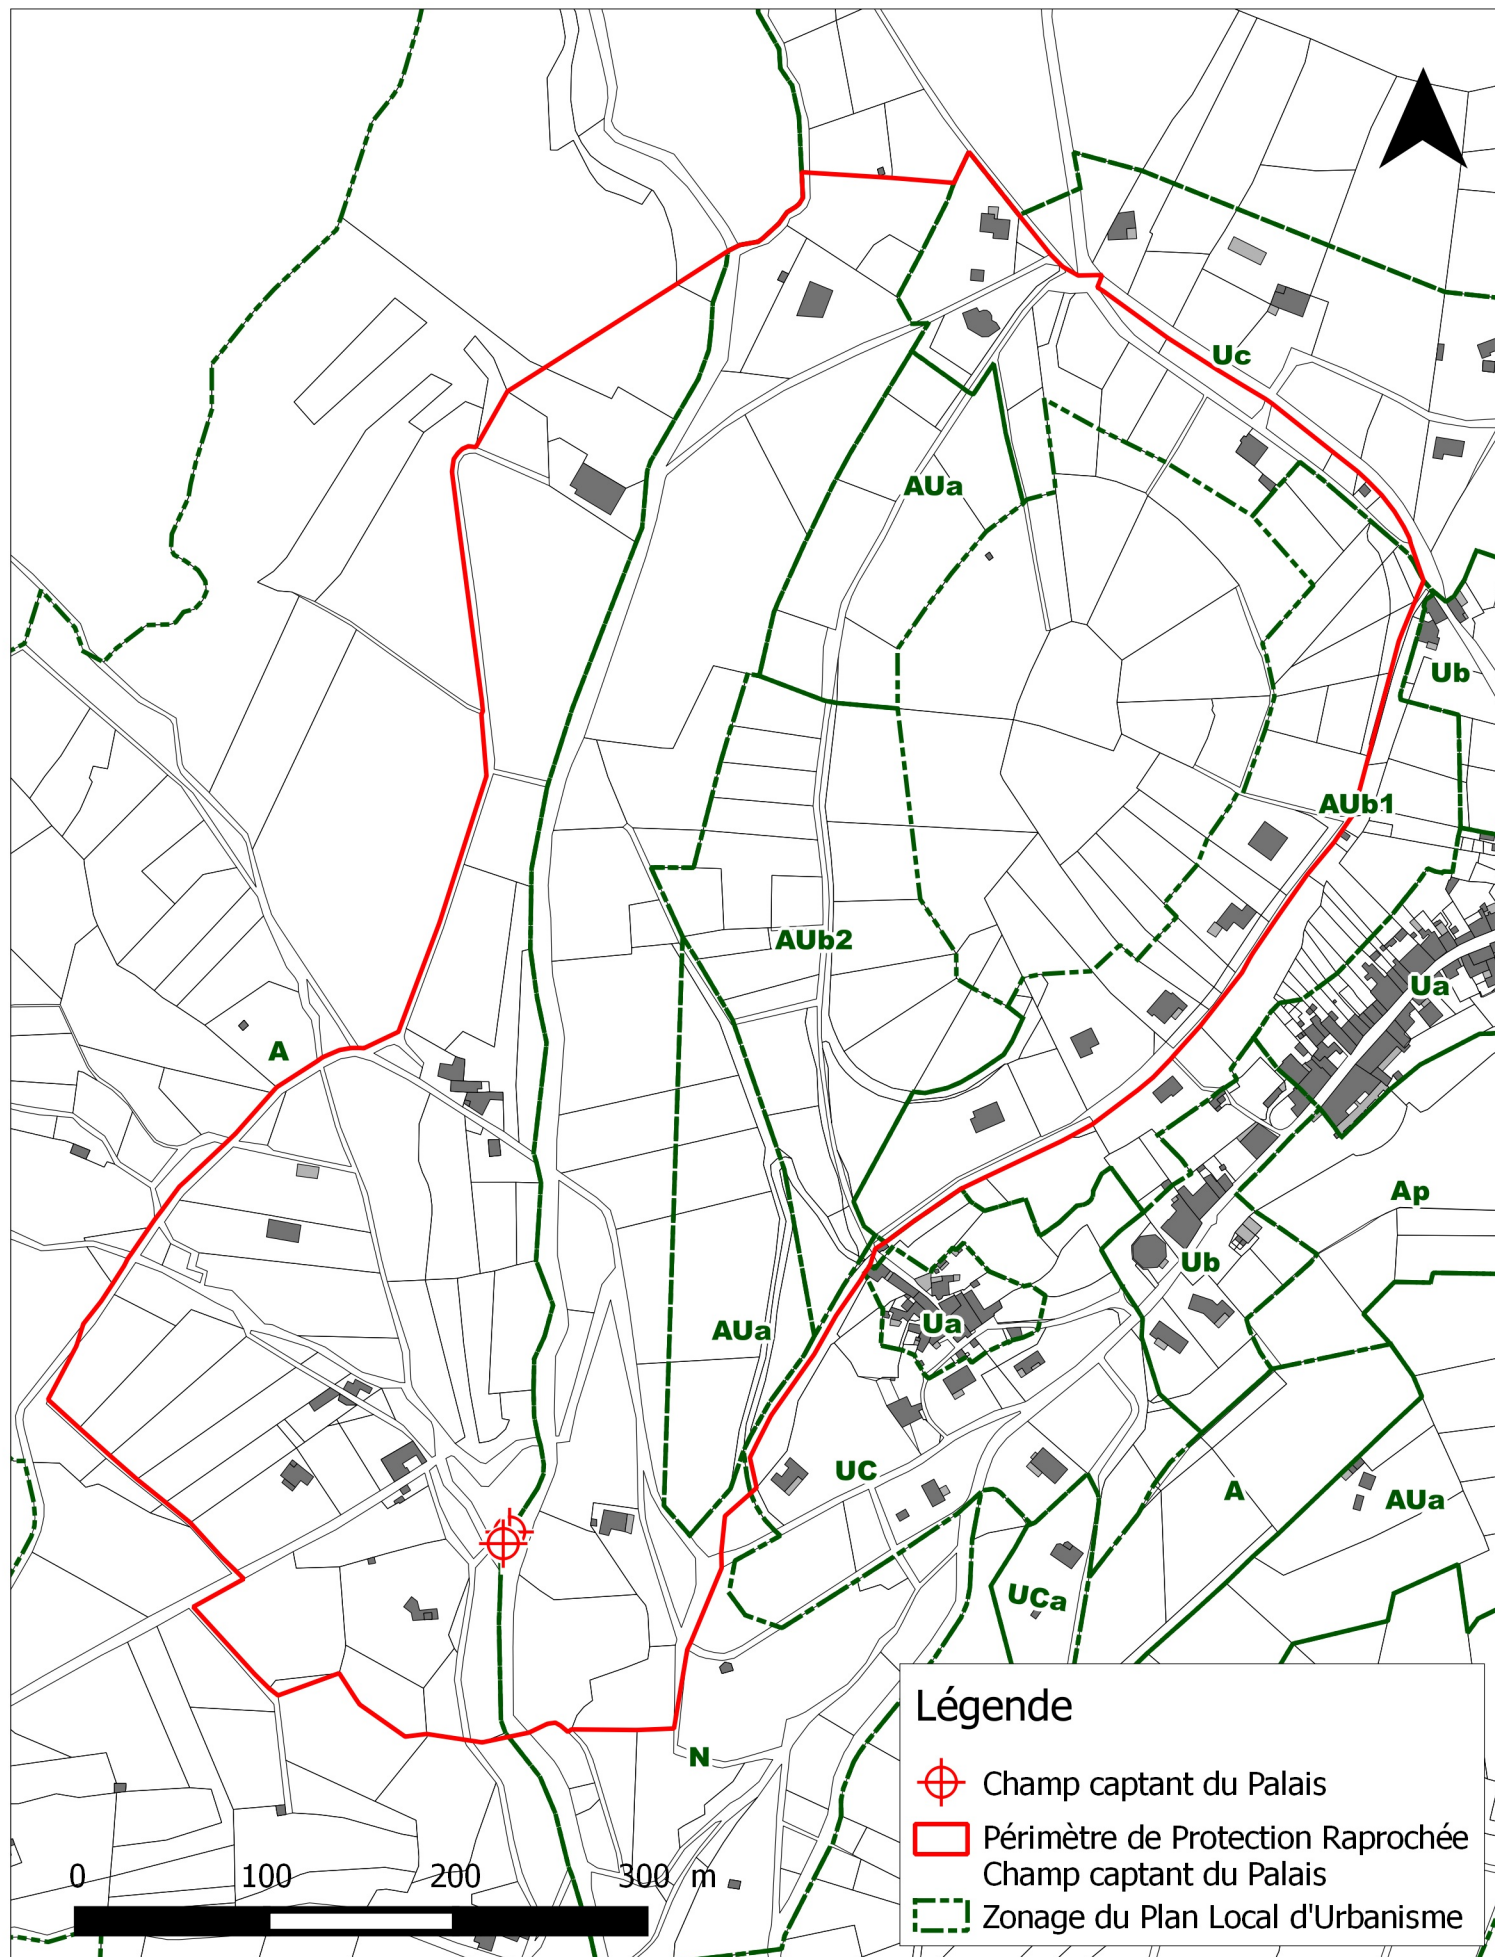 Uc
AUa
Ub
AUb1
AUb2
Ua
A
Ap
Ub
Ua
AUa
UC
A
AUa
UCa
N
Légende
Champ captant du Palais
Périmètre de Protection Raprochée
Champ captant du Palais
Zonage du Plan Local d'Urbanisme
0 100 200 300 m